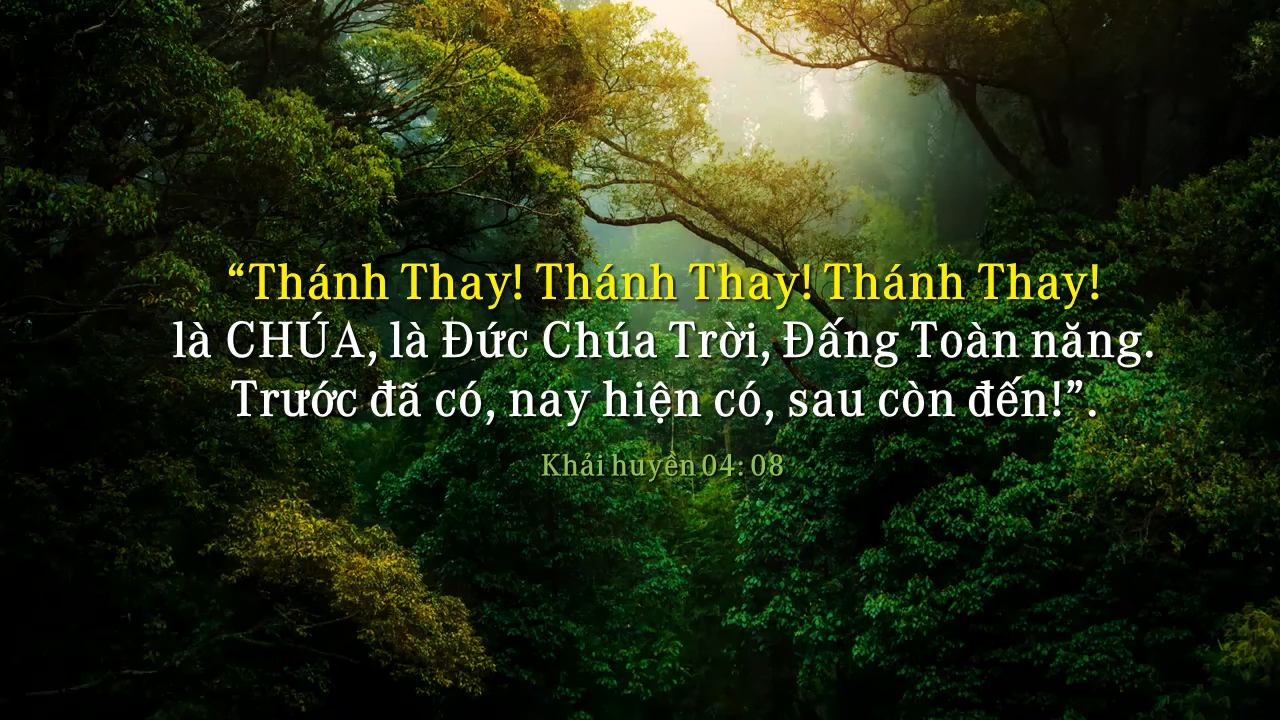 “Thánh Thay! Thánh Thay! Thánh Thay!
là CHÚA, là Đức Chúa Trời, Đấng Toàn năng.
Trước đã có, nay hiện có, sau còn đến!”.
Khải huyền 04: 08